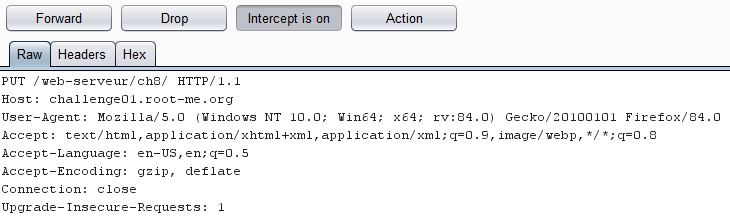 Forward Drop Intercept is on Action
Raw Headers Hex
PUT /web-serveur/ch8/ HTTP/1.1
Host: challenge01.root-me.org
User-Agent: Mozilla/5.0 (Windows NT 10.0; Win64; x64; rv:84.0) Gecko/20100101 Firefox/84.0
Accept: text/html,application/xhtml+xml,application/xml;q=0.9,image/webp,*/*;q=0.8
Accept-Language: en-US,en;q=0.5
Accept-Encoding: gzip, deflate
Connection: close
Upgrade-Insecure-Requests: 1